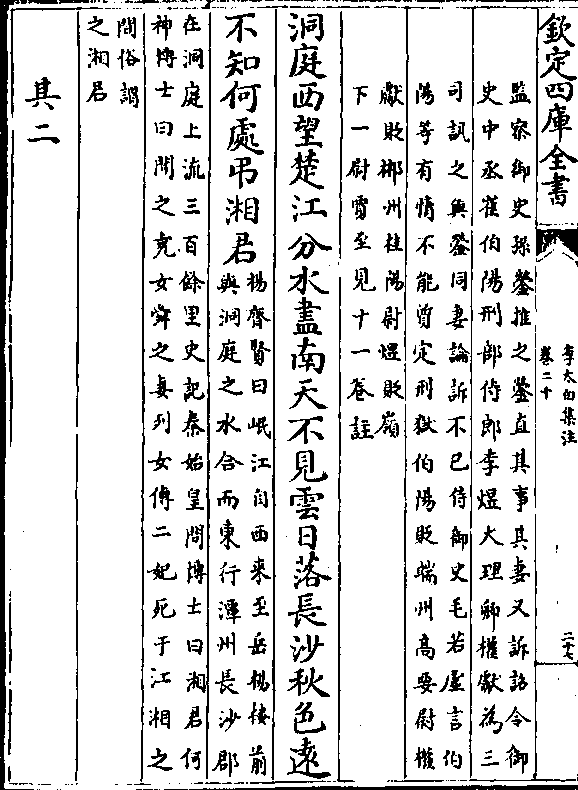 欽定四庫全書
李太白集注
卷二十
二十七
監察御史孫鎣推之鎣直其事其妻又訴詔令御
史中丞崔伯陽刑部侍郎李煜大理卿權獻為三
司訊之與鎣同妻論訴不已侍御史毛若虛言伯
陽等有情不能質定刑獄伯陽貶端州高要尉權
獻貶郴州桂陽尉煜貶嶺
下一尉鎣至見十一卷註
洞庭西望楚江分水盡南天不見雲日落長沙秋色遠
不知何處弔湘君
楊齊賢曰岷江自西來至岳楊樓前
與洞庭之水合而東行潭州長沙郡
在洞庭上流三百餘里史記秦始皇問博士曰湘君何
神博士曰聞之堯女舜之妻列女傳二妃死于江湘之
間俗謂
之湘君
其二